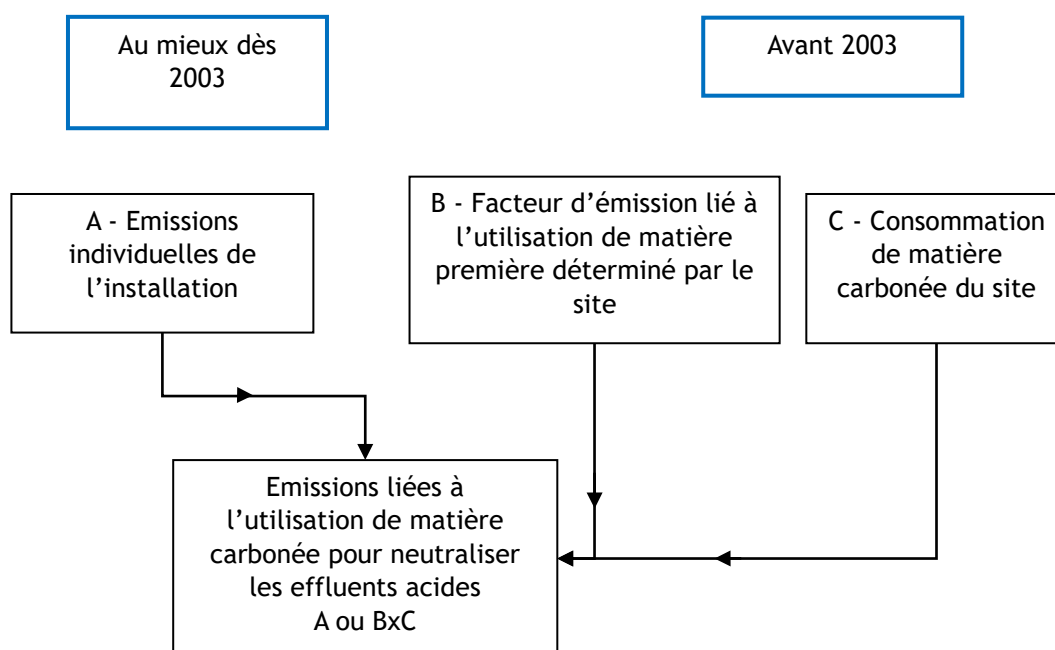 Au mieux dès
2003
Avant 2003
A - Emissions
individuelles de
l’installation
B - Facteur d’émission lié à
l’utilisation de matière
première déterminé par le
site
C - Consommation
de matière
carbonée du site
Emissions liées à
l’utilisation de matière
carbonée pour neutraliser
les effluents acides
A ou BxC